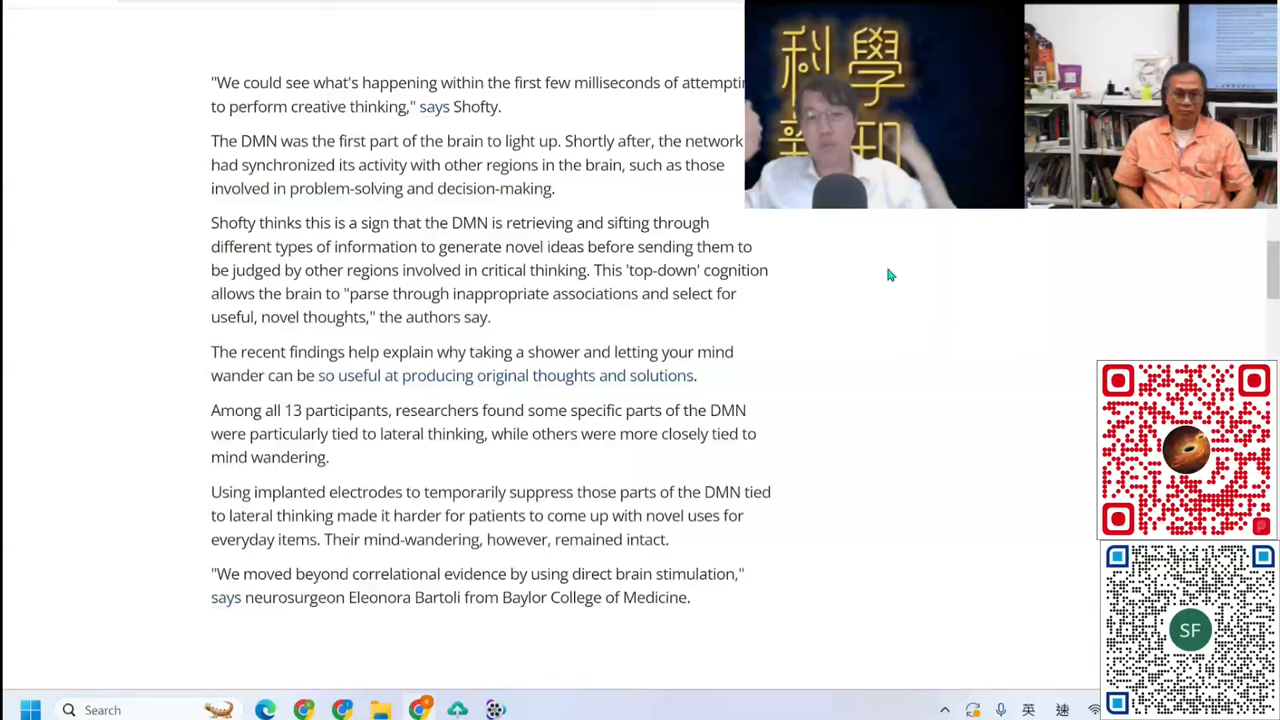 "We could see what's happening within the first few milliseconds of
to perform creative thinking," says Shofty.
The DMN was the first part of the brain to light up. Shortly after, the network
had synchronized its activity with other regions in the brain, such as those
involved in problem-solving and decision-making.
Shofty thinks this is a sign that the DMN is retrieving and sifting through
different types of information to generate novel ideas before sending them to
be judged by other regions involved in critical thinking. This 'top-down' cognition
allows the brain to "parse through inappropriate associations and select for
useful, novel thoughts," the authors say.
The recent findings help explain why taking a shower and letting your mind
wander can be so useful at producing original thoughts and solutions.
Among all 13 participants, researchers found some specific parts of the DMN
were particularly tied to lateral thinking, while others were more closely tied to
mind wandering.
Using implanted electrodes to temporarily suppress those parts of the DMN tied
to lateral thinking made it harder for patients to come up with novel uses for
everyday items. Their mind-wandering, however, remained intact.
"We moved beyond correlational evidence by using direct brain stimulation,"
says neurosurgeon Eleonora Bartoli from Baylor College of Medicine.
科學
SF
Search
英
速